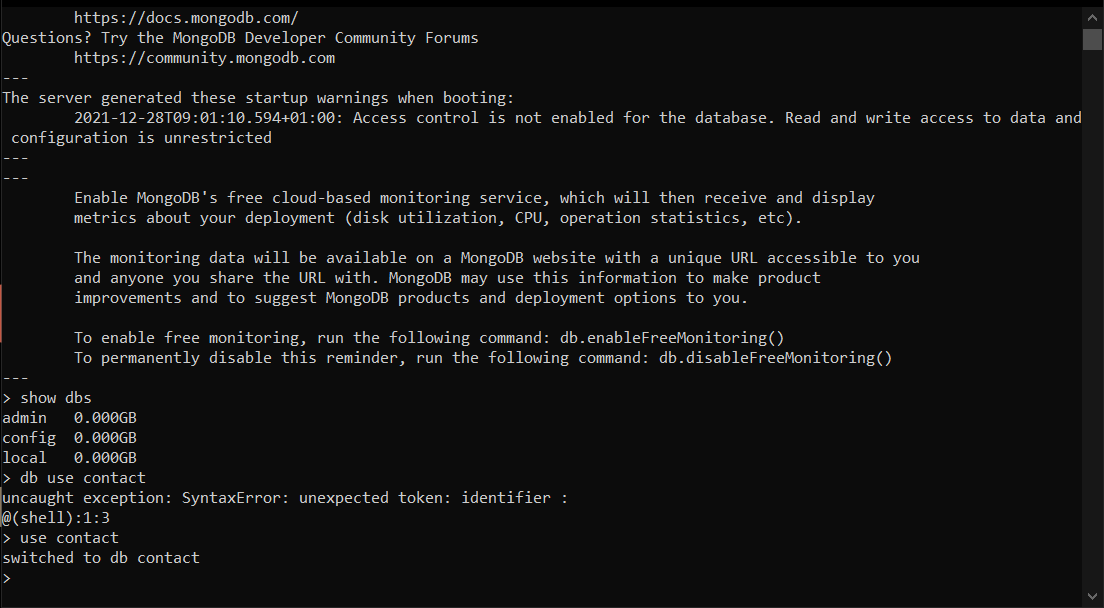 https://docs.mongodb.com/
Questions? Try the MongoDB Developer Community Forums
https://community.mongodb.com
---
The server generated these startup warnings when booting:
2021-12-28T09:01:10.594+01:00: Access control is not enabled for the database. Read and write access to data and
configuration is unrestricted
---
---
Enable MongoDB's free cloud-based monitoring service, which will then receive and display
metrics about your deployment (disk utilization, CPU, operation statistics, etc).
The monitoring data will be available on a MongoDB website with a unique URL accessible to you
and anyone you share the URL with. MongoDB may use this information to make product
improvements and to suggest MongoDB products and deployment options to you.
To enable free monitoring, run the following command: db.enableFreeMonitoring()
To permanently disable this reminder, run the following command: db.disableFreeMonitoring()
---
> show dbs
admin   0.000GB
config  0.000GB
local   0.000GB
> db use contact
uncaught exception: SyntaxError: unexpected token: identifier :
@(shell):1:3
> use contact
switched to db contact
>